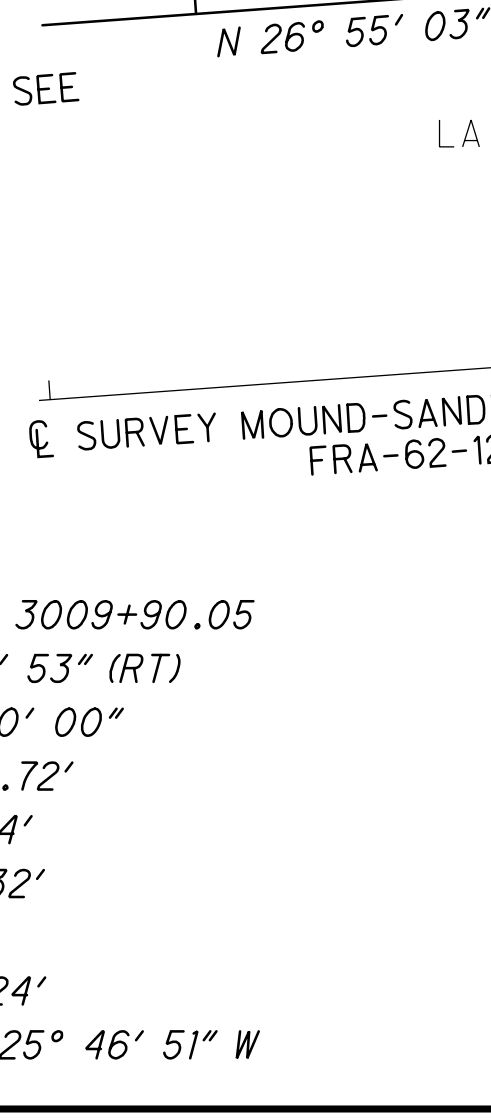 N 26° 55′ 03″
SEE
LA
℄ SURVEY MOUND-SAND
FRA-62-12
3009+90.05
′ 53″ (RT)
0′ 00″
.72′
4′
32′
24′
25° 46′ 51″ W